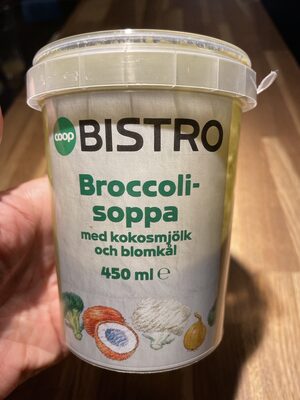 coop BISTRO
Broccoli-
soppa
med kokosmjölk
och blomkål
450 ml ℮